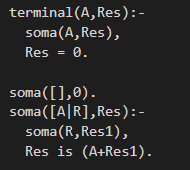 terminal(A,Res):-
soma(A,Res),
Res = 0.
soma([],0).
soma([A|R],Res):-
soma(R,Res1),
Res is (A+Res1).